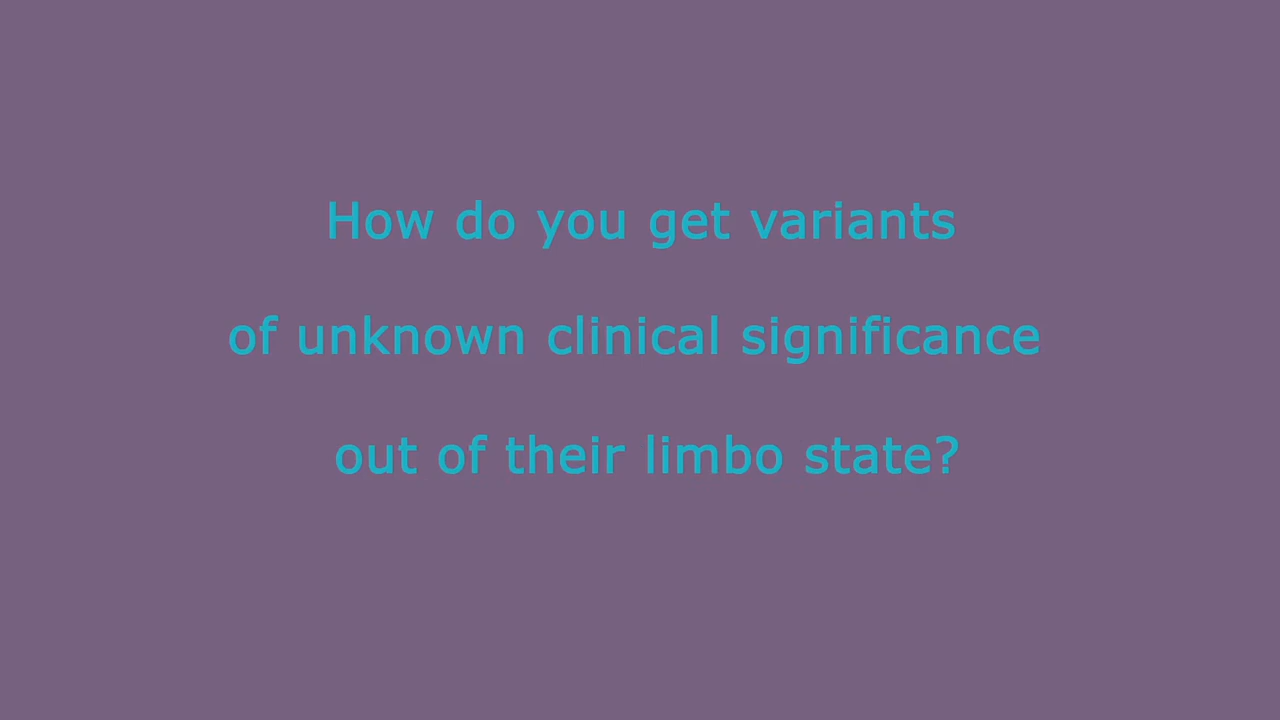 How do you get variants
of unknown clinical significance
out of their limbo state?